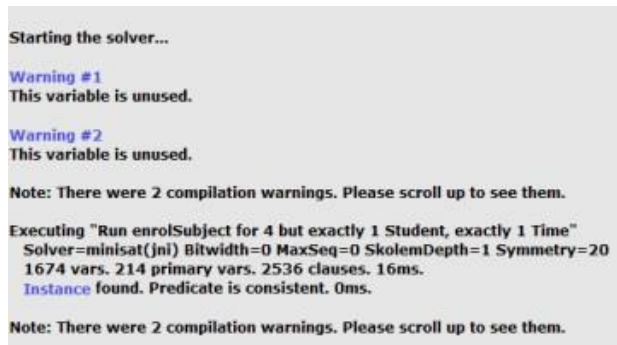 Starting the solver...
Warning #1
This variable is unused.
Warning #2
This variable is unused.
Note: There were 2 compilation warnings. Please scroll up to see them.
Executing "Run enrolSubject for 4 but exactly 1 Student, exactly 1 Time"
Solver=minisat(jni) Bitwidth=0 MaxSeq=0 SkolemDepth=1 Symmetry=20
1674 vars. 214 primary vars. 2536 clauses. 16ms.
Instance found. Predicate is consistent. 0ms.
Note: There were 2 compilation warnings. Please scroll up to see them.